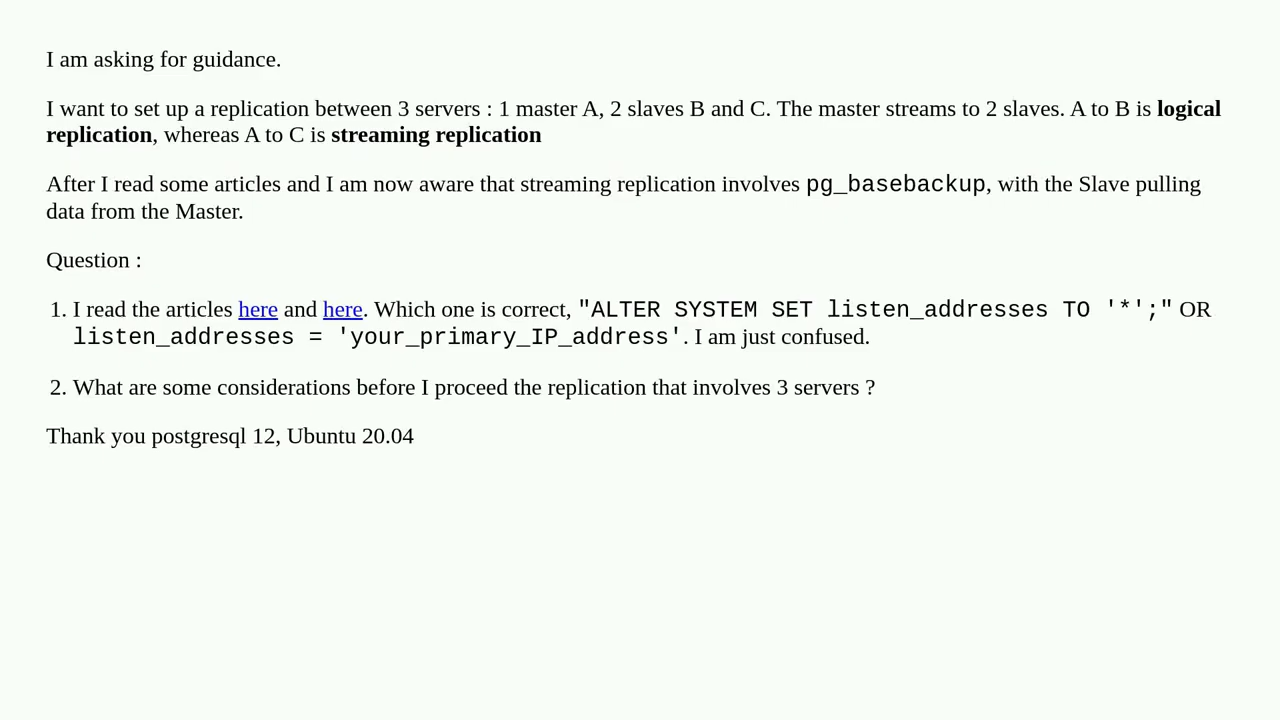 I am asking for guidance.
I want to set up a replication between 3 servers : 1 master A, 2 slaves B and C. The master streams to 2 slaves. A to B is logical
replication, whereas A to C is streaming replication
After I read some articles and I am now aware that streaming replication involves pg_basebackup, with the Slave pulling
data from the Master.
Question :
1. I read the articles here and here. Which one is correct, "ALTER SYSTEM SET listen_addresses TO '*';" OR
listen_addresses = 'your_primary_IP_address'. I am just confused.
2. What are some considerations before I proceed the replication that involves 3 servers ?
Thank you postgresql 12, Ubuntu 20.04